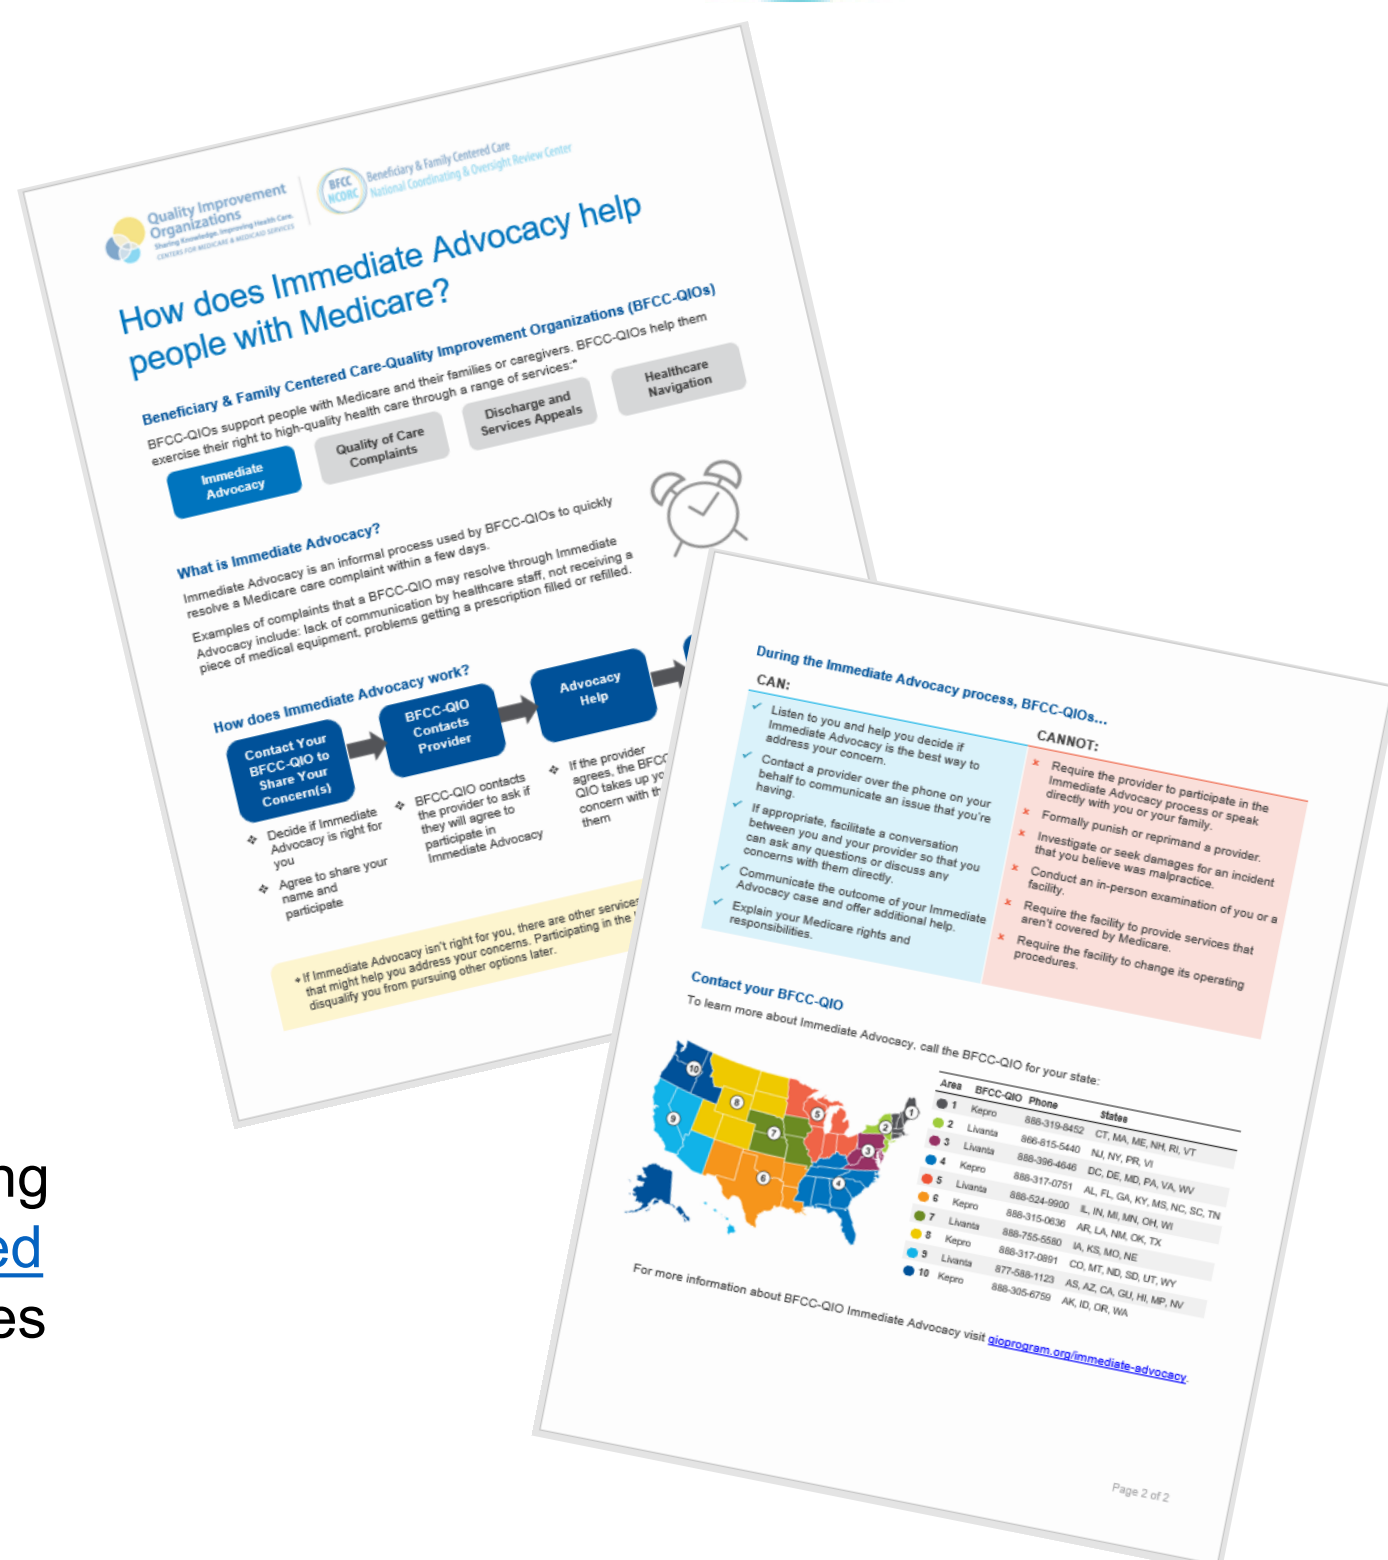 Quality Improvement
Organizations
Sharing Knowledge. Improving Health Care.
CENTERS FOR MEDICARE & MEDICAID SERVICES
BFCC
NCORC
Beneficiary & Family Centered Care
National Coordinating & Oversight Review Center
How does Immediate Advocacy help
people with Medicare?
Beneficiary & Family Centered Care-Quality Improvement Organizations (BFCC-QIOs)
BFCC-QIOs support people with Medicare and their families or caregivers. BFCC-QIOs help them
exercise their right to high-quality health care through a range of services:*
Immediate
Advocacy
Quality of Care
Complaints
Discharge and
Services Appeals
Healthcare
Navigation
What is Immediate Advocacy?
Immediate Advocacy is an informal process used by BFCC-QIOs to quickly
resolve a Medicare care complaint within a few days.
Examples of complaints that a BFCC-QIO may resolve through Immediate
Advocacy include: lack of communication by healthcare staff, not receiving a
piece of medical equipment, problems getting a prescription filled or refilled.
How does Immediate Advocacy work?
Contact Your
BFCC-QIO to
Share Your
Concern(s)
BFCC-QIO
Contacts
Provider
Advocacy
Help
❖ Decide if Immediate
Advocacy is right for
you
❖ Agree to share your
name and
participate
❖ BFCC-QIO contacts
the provider to ask if
they will agree to
participate in
Immediate Advocacy
❖ If the provider
agrees, the BFCC
QIO takes up yo
concern with th
them
* If Immediate Advocacy isn't right for you, there are other services
that might help you address your concerns. Participating in the
disqualify you from pursuing other options later.
During the Immediate Advocacy process, BFCC-QIOs...
CAN:
✓ Listen to you and help you decide if
Immediate Advocacy is the best way to
address your concern.
✓ Contact a provider over the phone on your
behalf to communicate an issue that you're
having.
✓ If appropriate, facilitate a conversation
between you and your provider so that you
can ask any questions or discuss any
concerns with them directly.
✓ Communicate the outcome of your Immediate
Advocacy case and offer additional help.
✓ Explain your Medicare rights and
responsibilities.
CANNOT:
× Require the provider to participate in the
Immediate Advocacy process or speak
directly with you or your family.
× Formally punish or reprimand a provider.
× Investigate or seek damages for an incident
that you believe was malpractice.
× Conduct an in-person examination of you or a
facility.
× Require the facility to provide services that
aren't covered by Medicare.
× Require the facility to change its operating
procedures.
Contact your BFCC-QIO
To learn more about Immediate Advocacy, call the BFCC-QIO for your state:
10
8
9
7
6
5
4
3
2
1
Area BFCC-QIO Phone States
1 Kepro 888-319-8452 CT, MA, ME, NH, RI, VT
2 Livanta 866-815-5440 NJ, NY, PR, VI
3 Livanta 888-396-4646 DC, DE, MD, PA, VA, WV
4 Kepro 888-317-0751 AL, FL, GA, KY, MS, NC, SC, TN
5 Livanta 888-524-9900 IL, IN, MI, MN, OH, WI
6 Kepro 888-315-0636 AR, LA, NM, OK, TX
7 Livanta 888-755-5580 IA, KS, MO, NE
8 Kepro 888-317-0891 CO, MT, ND, SD, UT, WY
9 Livanta 877-588-1123 AS, AZ, CA, GU, HI, MP, NV
10 Kepro 888-305-6759 AK, ID, OR, WA
For more information about BFCC-QIO Immediate Advocacy visit qioprogram.org/immediate-advocacy.
Page 2 of 2
ng
ed
es